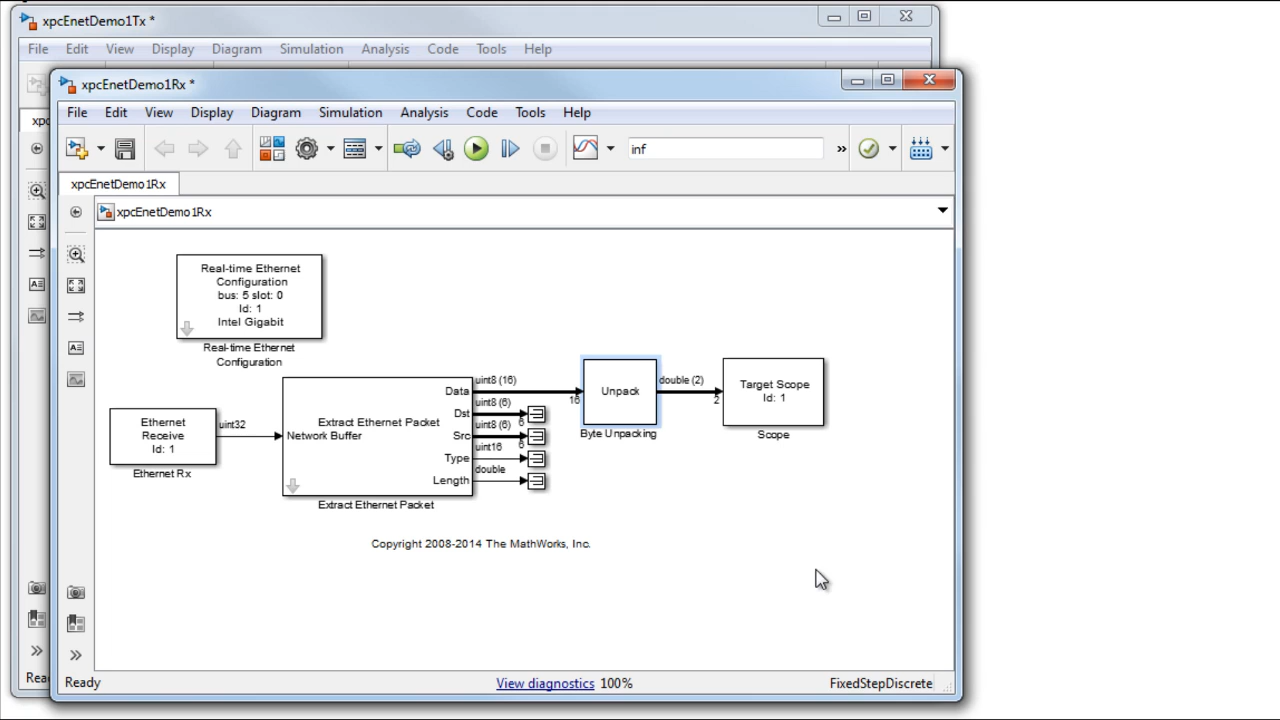 xpcEnetDemo1Tx *
File Edit View Display Diagram Simulation Analysis Code Tools Help
xpcEnetDemo1Rx *
File Edit View Display Diagram Simulation Analysis Code Tools Help
inf
xpcEnetDemo1Rx
xpcEnetDemo1Rx
Real-time Ethernet
Configuration
bus: 5 slot: 0
Id: 1
Intel Gigabit
Real-time Ethernet
Configuration
Ethernet
Receive
Id: 1
Ethernet Rx
uint32
Extract Ethernet Packet
Network Buffer
Data
Dst
Src
Type
Length
Extract Ethernet Packet
uint8 (16)
16
uint8 (6)
6
uint8 (6)
6
uint16
double
Unpack
Byte Unpacking
double (2)
2
Target Scope
Id: 1
Scope
Copyright 2008-2014 The MathWorks, Inc.
Ready
View diagnostics 100%
FixedStepDiscrete